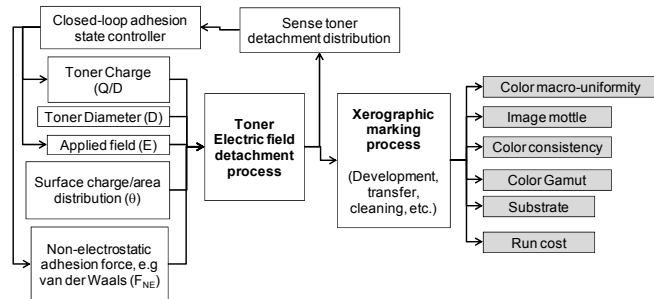 Closed-loop adhesion
state controller
Sense toner
detachment distribution
Toner Charge
(Q/D
Toner Diameter (D)
Applied field (E)
Surface charge/area
distribution (θ)
Non-electrostatic
adhesion force, e.g
van der Waals (F_NE)
Toner
Electric field
detachment
process
Xerographic
marking
process
(Development,
transfer,
cleaning, etc.)
Color macro-uniformity
Image mottle
Color consistency
Color Gamut
Substrate
Run cost